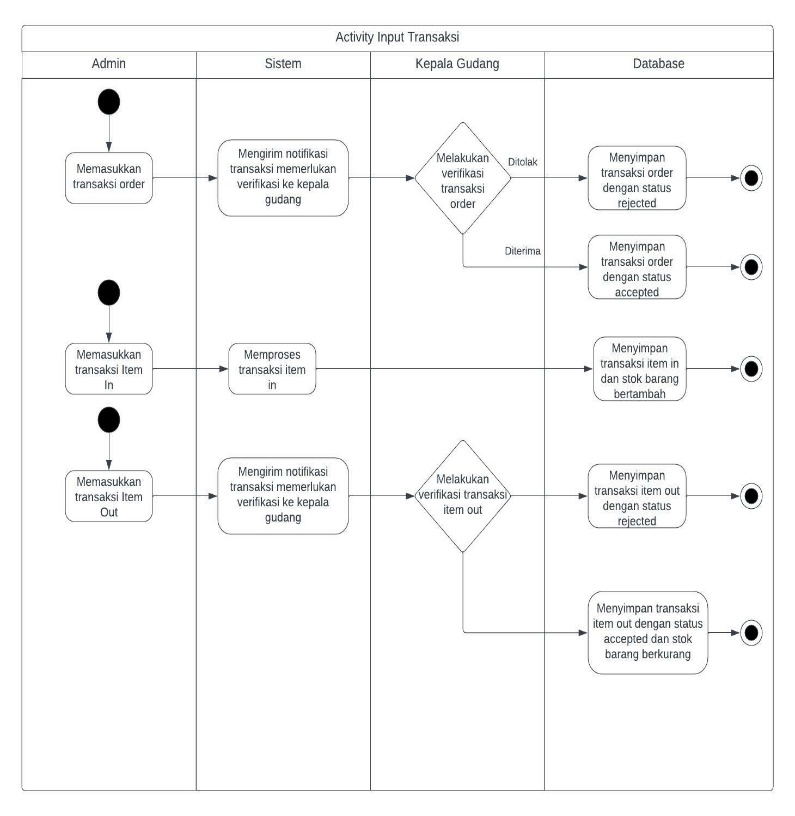 Activity Input Transaksi
Admin
Sistem
Kepala Gudang
Database
Memasukkan
transaksi order
Mengirim notifikasi
transaksi memerlukan
verifikasi ke kepala
gudang
Melakukan
verifikasi
transaksi
order
Ditolak
Menyimpan
transaksi order
dengan status
rejected
Diterima
Menyimpan
transaksi order
dengan status
accepted
Memasukkan
transaksi Item
In
Memproses
transaksi item
in
Menyimpan
transaksi item in
dan stok barang
bertambah
Memasukkan
transaksi Item
Out
Mengirim notifikasi
transaksi memerlukan
verifikasi ke kepala
gudang
Melakukan
verifikasi transaksi
item out
Menyimpan
transaksi item out
dengan status
rejected
Menyimpan transaksi
item out dengan status
accepted dan stok
barang berkurang